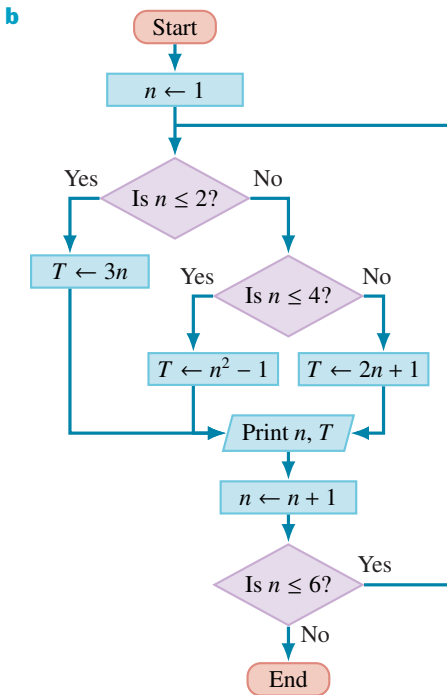 b
Start
n ← 1
Yes
No
Is n ≤ 2?
T ← 3n
Yes
No
Is n ≤ 4?
T ← n² − 1
T ← 2n + 1
Print n, T
n ← n + 1
Is n ≤ 6?
Yes
No
End